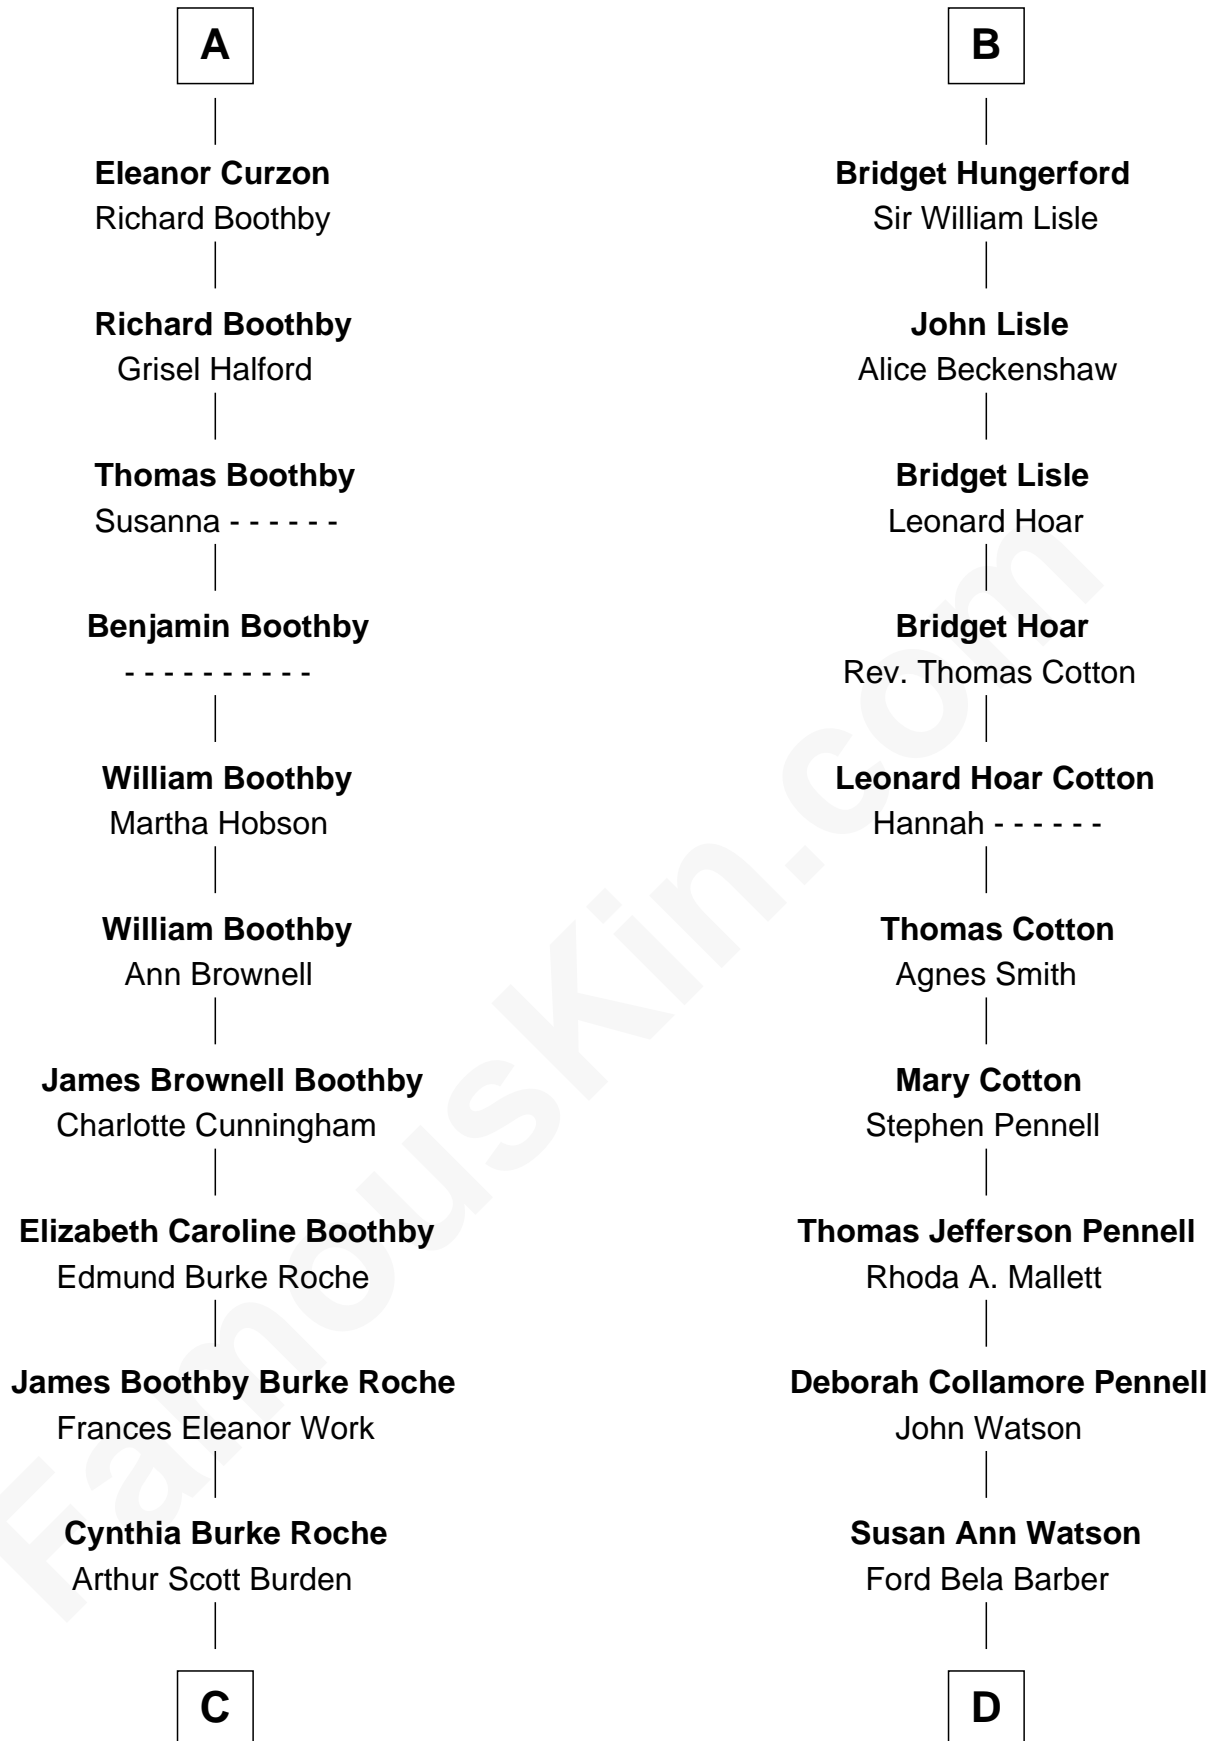 A
Eleanor Curzon
Richard Boothby
Richard Boothby
Grisel Halford
Thomas Boothby
Susanna - - - - - -
Benjamin Boothby
- - - - - - - - - -
William Boothby
Martha Hobson
William Boothby
Ann Brownell
James Brownell Boothby
Charlotte Cunningham
Elizabeth Caroline Boothby
Edmund Burke Roche
James Boothby Burke Roche
Frances Eleanor Work
Cynthia Burke Roche
Arthur Scott Burden
C
B
Bridget Hungerford
Sir William Lisle
John Lisle
Alice Beckenshaw
Bridget Lisle
Leonard Hoar
Bridget Hoar
Rev. Thomas Cotton
Leonard Hoar Cotton
Hannah - - - - - -
Thomas Cotton
Agnes Smith
Mary Cotton
Stephen Pennell
Thomas Jefferson Pennell
Rhoda A. Mallett
Deborah Collamore Pennell
John Watson
Susan Ann Watson
Ford Bela Barber
D
FamousKin.com